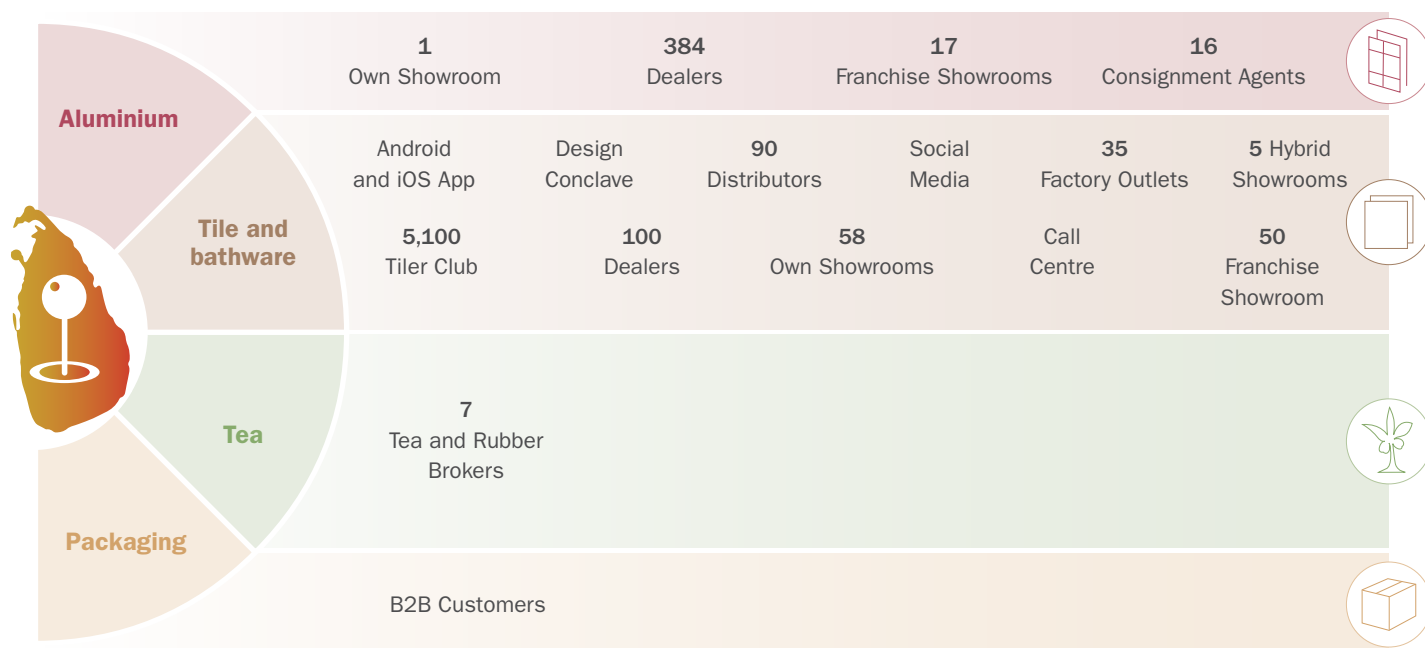 Aluminium
1
Own Showroom
384
Dealers
17
Franchise Showrooms
16
Consignment Agents
Tile and
bathware
Android
and iOS App
Design
Conclave
90
Distributors
Social
Media
35
Factory Outlets
5 Hybrid
Showrooms
5,100
Tiler Club
100
Dealers
58
Own Showrooms
Call
Centre
50
Franchise
Showroom
Tea
7
Tea and Rubber
Brokers
Packaging
B2B Customers